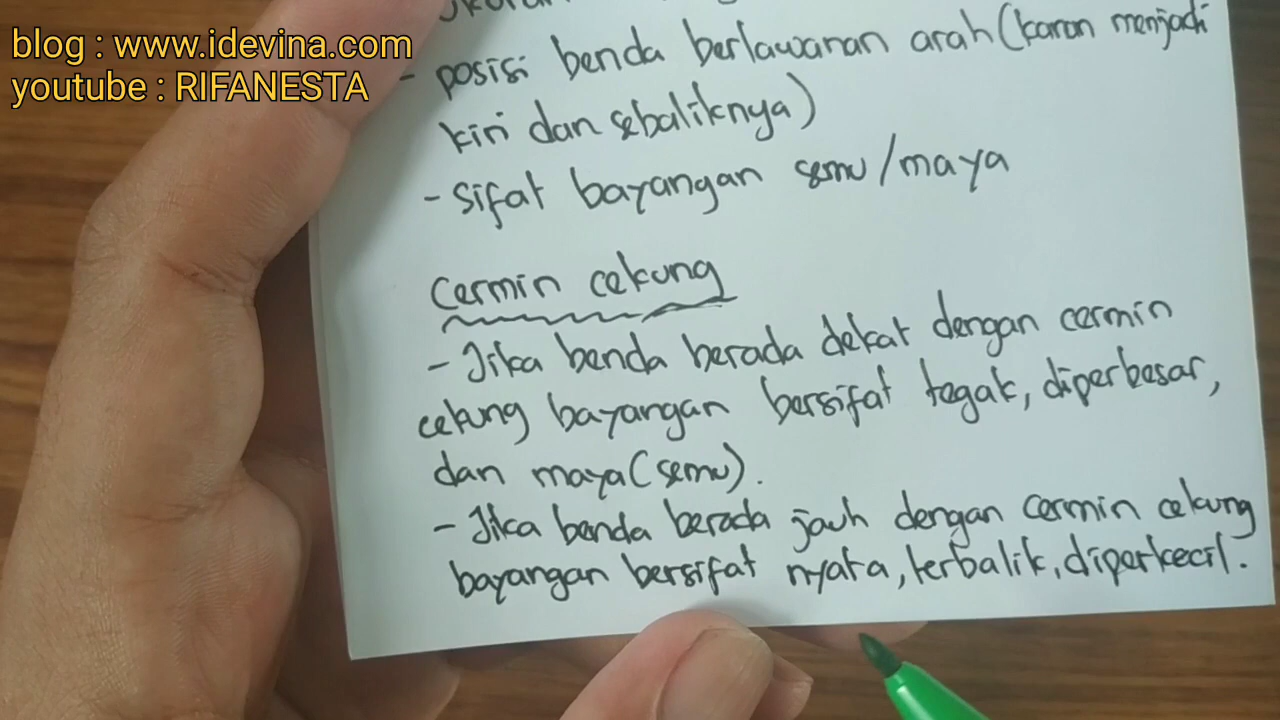 blog : www.idevina.com
youtube : RIFANESTA
- posisi benda berlawanan arah (kanan menjadi
kiri dan sebaliknya)
- Sifat bayangan semu/maya
Cermin cekung
- Jika benda berada dekat dengan cermin
cekung bayangan bersifat tegak, diperbesar,
dan maya (semu).
- Jika benda berada jauh dengan cermin cekung
bayangan bersifat nyata, terbalik, diperkecil.